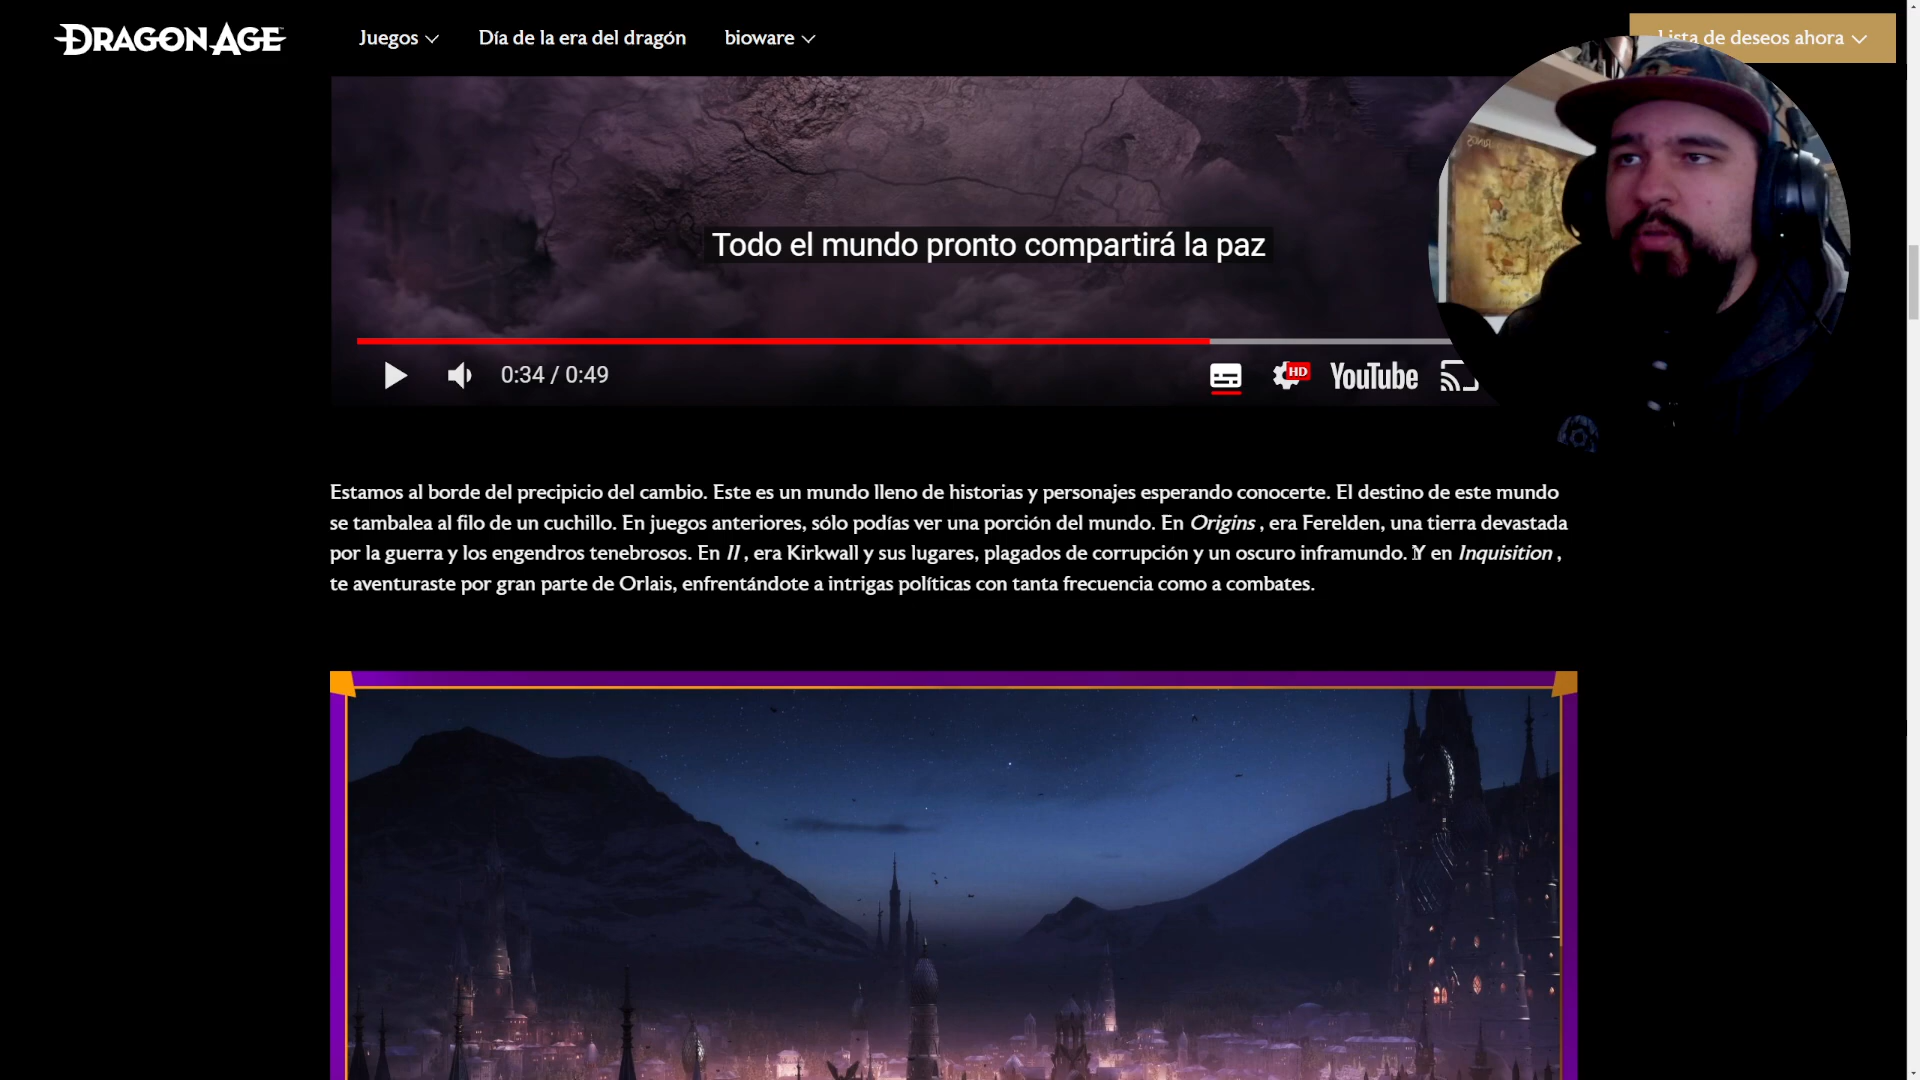 DRAGON AGE
Juegos
Día de la era del dragón
bioware
Lista de deseos ahora
Todo el mundo pronto compartirá la paz
0:34 / 0:49
HD
YouTube
Estamos al borde del precipicio del cambio. Este es un mundo lleno de historias y personajes esperando conocerte. El destino de este mundo
se tambalea al filo de un cuchillo. En juegos anteriores, sólo podías ver una porción del mundo. En Origins , era Ferelden, una tierra devastada
por la guerra y los engendros tenebrosos. En II , era Kirkwall y sus lugares, plagados de corrupción y un oscuro inframundo. Y en Inquisition ,
te aventuraste por gran parte de Orlais, enfrentándote a intrigas políticas con tanta frecuencia como a combates.